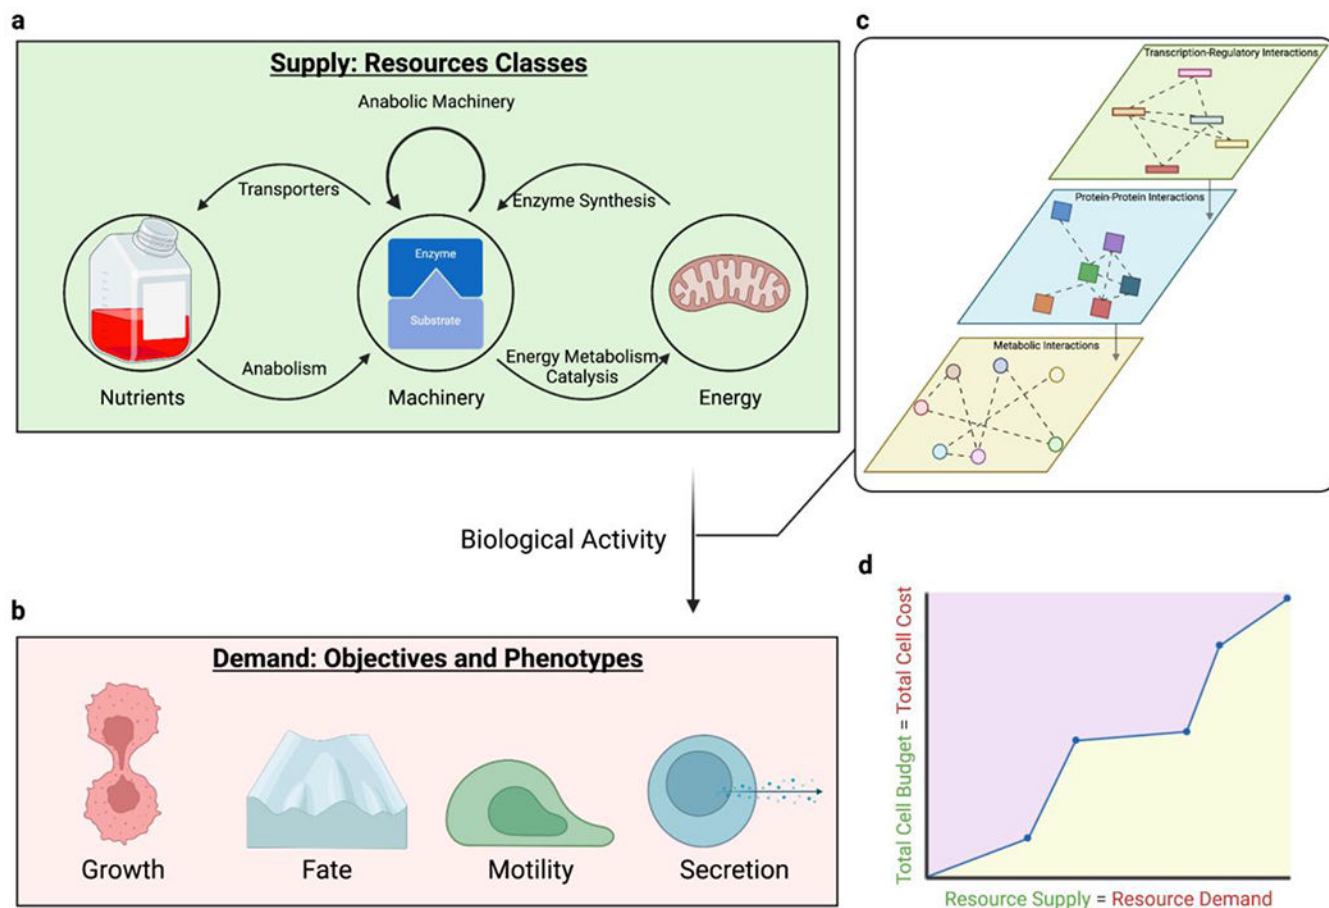 a
Supply: Resources Classes
Anabolic Machinery
Transporters
Enzyme Synthesis
Enzyme
Substrate
Anabolism
Energy Metabolism
Catalysis
Nutrients
Machinery
Energy
Biological Activity
b
Demand: Objectives and Phenotypes
Growth
Fate
Motility
Secretion
c
Transcription-Regulatory Interactions
Protein-Protein Interactions
Metabolic Interactions
d
Total Cell Budget = Total Cell Cost
Resource Supply = Resource Demand